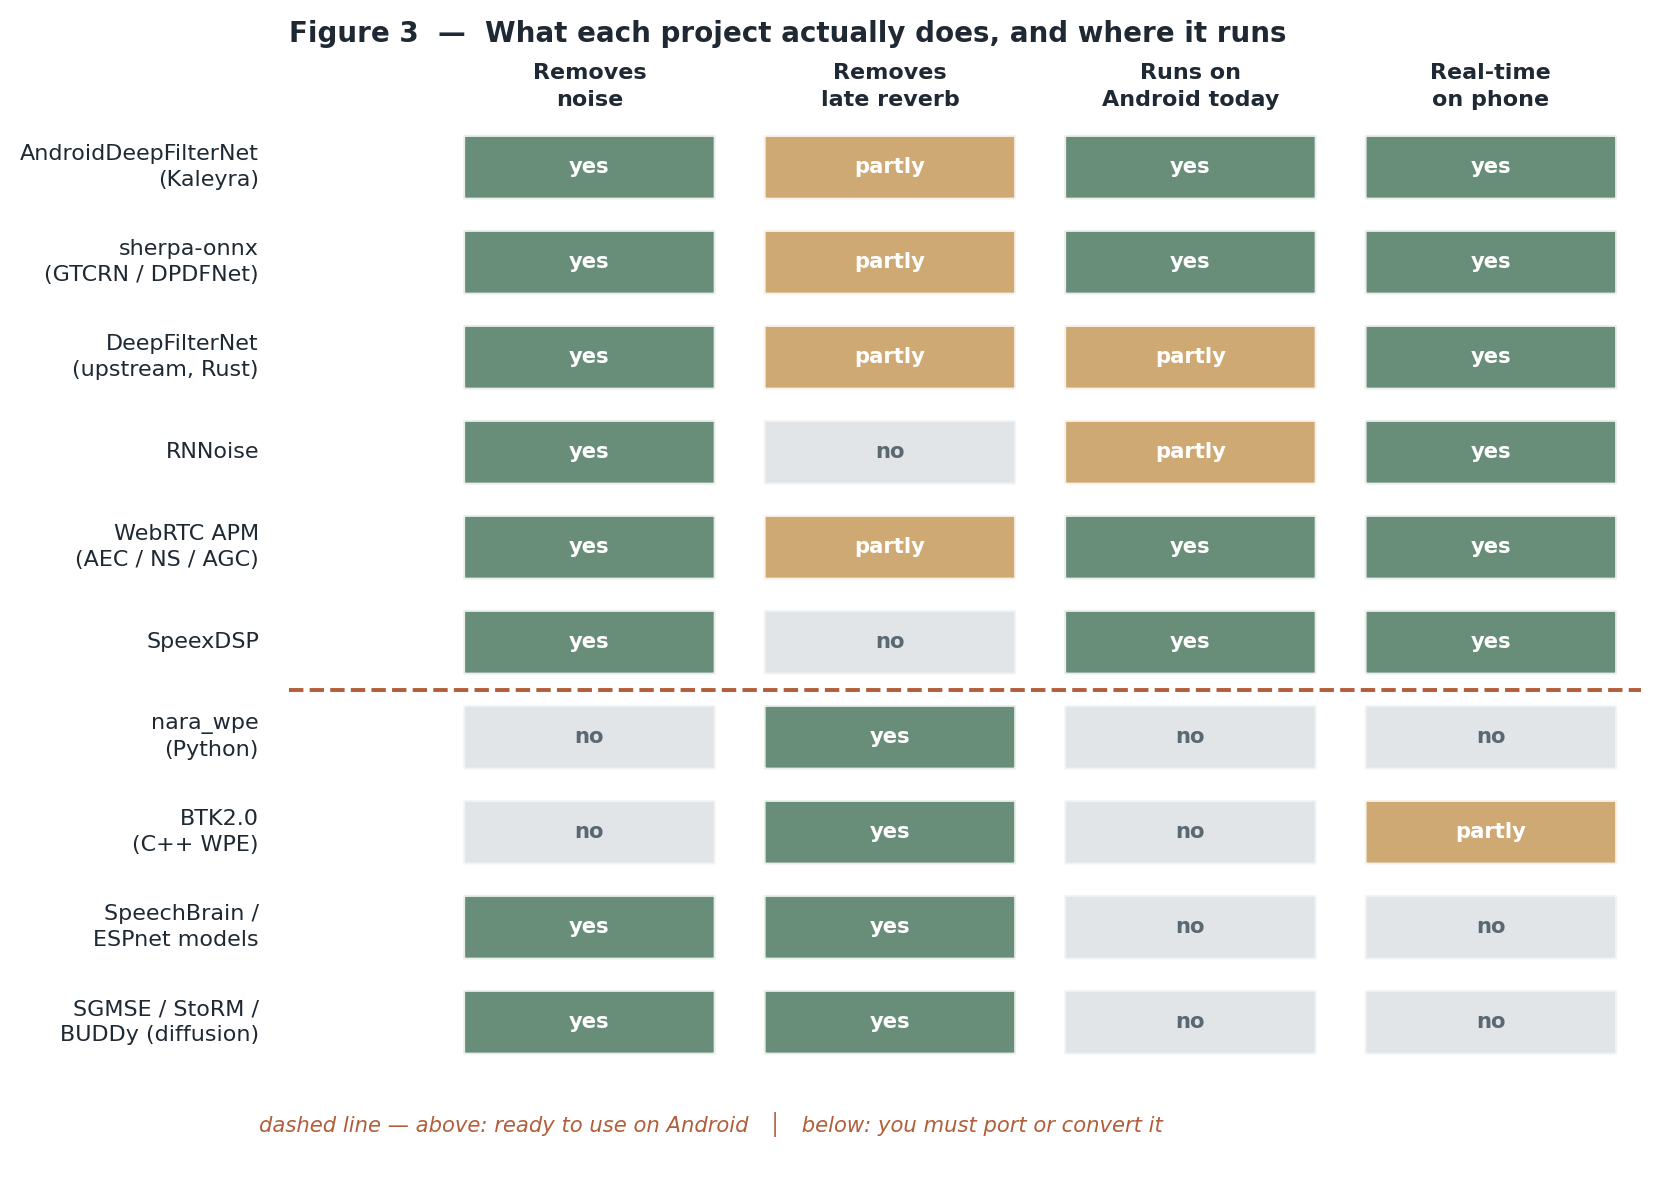 Figure 3 — What each project actually does, and where it runs
Removes
noise
Removes
late reverb
Runs on
Android today
Real-time
on phone
AndroidDeepFilterNet
(Kaleyra)
yes
partly
yes
yes
sherpa-onnx
(GTCRN / DPDFNet)
yes
partly
yes
yes
DeepFilterNet
(upstream, Rust)
yes
partly
partly
yes
RNNoise
yes
no
partly
yes
WebRTC APM
(AEC / NS / AGC)
yes
partly
yes
yes
SpeexDSP
yes
no
yes
yes
nara_wpe
(Python)
no
yes
no
no
BTK2.0
(C++ WPE)
no
yes
no
partly
SpeechBrain /
ESPnet models
yes
yes
no
no
SGMSE / StoRM /
BUDDy (diffusion)
yes
yes
no
no
dashed line — above: ready to use on Android │ below: you must port or convert it